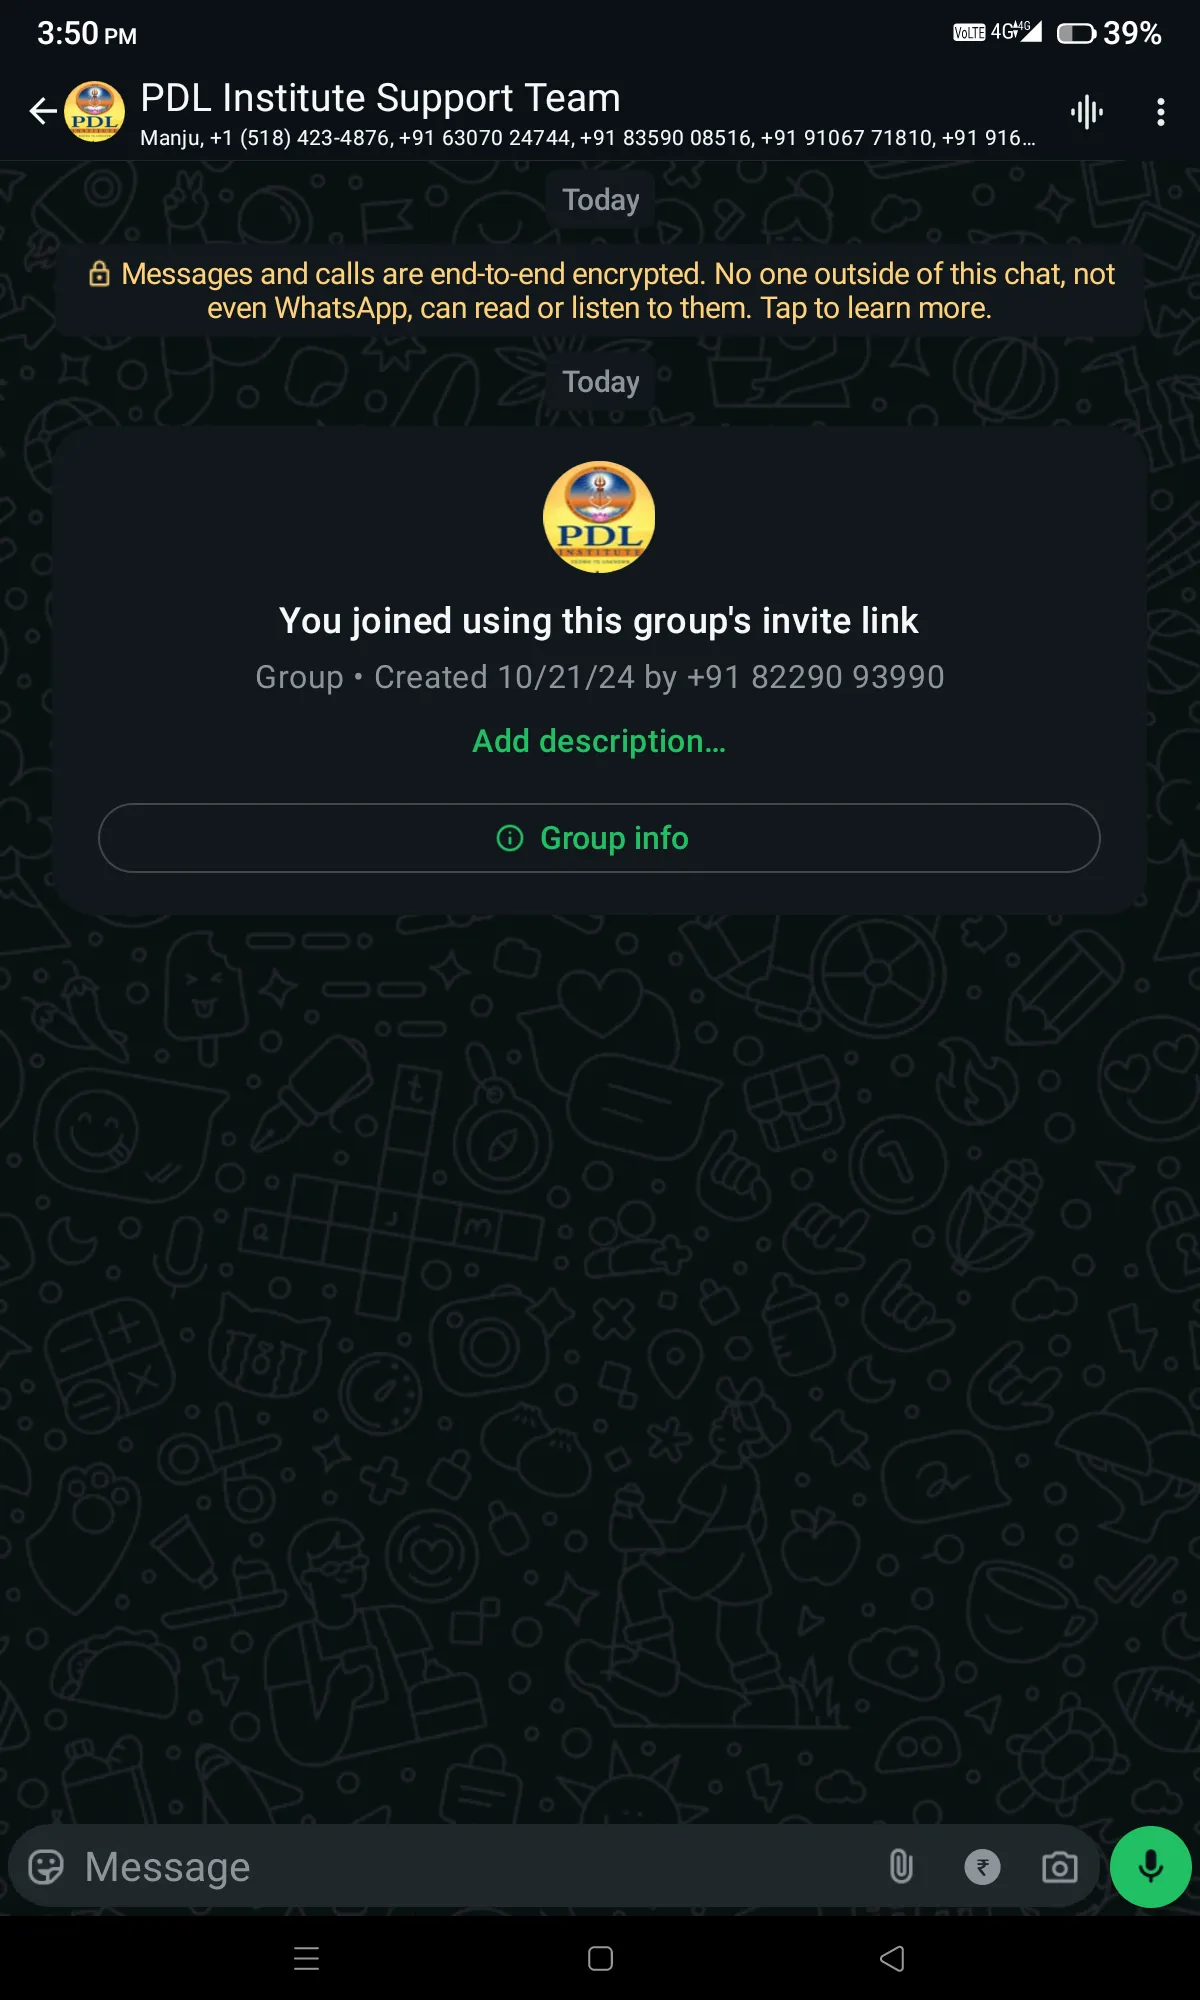 3:50 PM
VoLTE 4G 4G 39%
PDL Institute Support Team
Manju, +1 (518) 423-4876, +91 63070 24744, +91 83590 08516, +91 91067 71810, +91 916...
Today
Messages and calls are end-to-end encrypted. No one outside of this chat, not
even WhatsApp, can read or listen to them. Tap to learn more.
Today
PDL
INSTITUTE
You joined using this group's invite link
Group • Created 10/21/24 by +91 82290 93990
Add description...
Group info
Message
₹